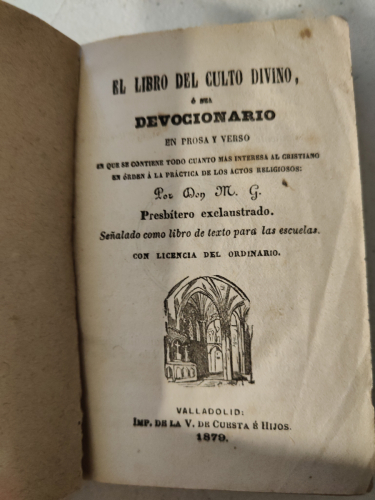 EL LIBRO DEL CULTO DIVINO,
ó sea
DEVOCIONARIO
EN PROSA Y VERSO
EN QUE SE CONTIENE TODO CUANTO MAS INTERESA AL CRISTIANO
EN ÓRDEN Á LA PRÁCTICA DE LOS ACTOS RELIGIOSOS:
Por Don M. G.
Presbítero exclaustrado.
Señalado como libro de texto para las escuelas.
CON LICENCIA DEL ORDINARIO.
VALLADOLID:
IMP. DE LA V. DE CUESTA É HIJOS.
1879.